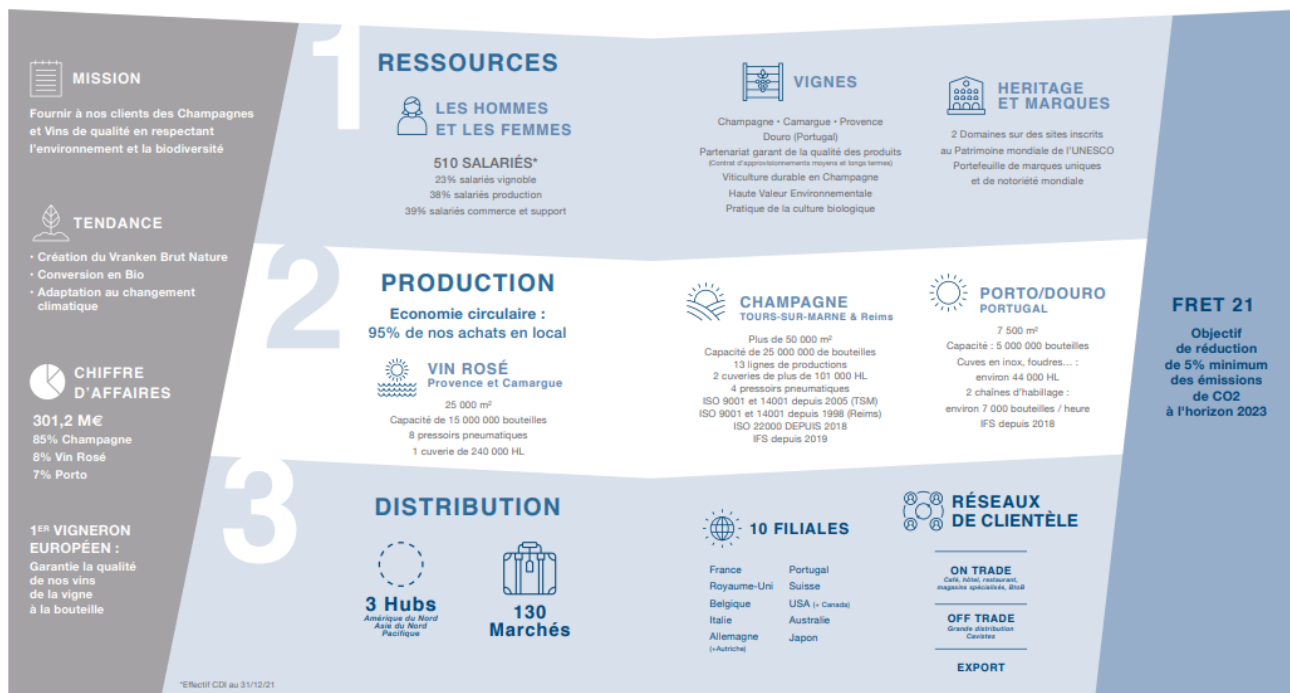 MISSION
Fournir à nos clients des Champagnes
et Vins de qualité en respectant
l'environnement et la biodiversité
TENDANCE
• Création du Vranken Brut Nature
• Conversion en Bio
• Adaptation au changement
climatique
CHIFFRE
D'AFFAIRES
301,2 M€
85% Champagne
8% Vin Rosé
7% Porto
1ER VIGNERON
EUROPÉEN :
Garantie la qualité
de nos vins
de la vigne
à la bouteille
1
RESSOURCES
LES HOMMES
ET LES FEMMES
510 SALARIÉS*
23% salariés vignoble
38% salariés production
39% salariés commerce et support
VIGNES
Champagne • Camargue • Provence
Douro (Portugal)
Partenariat garant de la qualité des produits
(Contrat d'approvisionnements moyens et longs termes)
Viticulture durable en Champagne
Haute Valeur Environnementale
Pratique de la culture biologique
HERITAGE
ET MARQUES
2 Domaines sur des sites inscrits
au Patrimoine mondiale de l'UNESCO
Portefeuille de marques uniques
et de notoriété mondiale
2
PRODUCTION
Economie circulaire :
95% de nos achats en local
VIN ROSÉ
Provence et Camargue
25 000 m²
Capacité de 15 000 000 bouteilles
8 pressoirs pneumatiques
1 cuverie de 240 000 HL
CHAMPAGNE
TOURS-SUR-MARNE & Reims
Plus de 50 000 m²
Capacité de 25 000 000 de bouteilles
13 lignes de productions
2 cuveries de plus de 101 000 HL
4 pressoirs pneumatiques
ISO 9001 et 14001 depuis 2005 (TSM)
ISO 9001 et 14001 depuis 1998 (Reims)
ISO 22000 DEPUIS 2018
IFS depuis 2019
PORTO/DOURO
PORTUGAL
7 500 m²
Capacité : 5 000 000 bouteilles
Cuves en inox, foudres... :
environ 44 000 HL
2 chaînes d'habillage :
environ 7 000 bouteilles / heure
IFS depuis 2018
3
DISTRIBUTION
3 Hubs
Amérique du Nord
Asie du Nord
Pacifique
130
Marchés
10 FILIALES
France
Royaume-Uni
Belgique
Italie
Allemagne
(+Autriche)
Portugal
Suisse
USA (+ Canada)
Australie
Japon
RÉSEAUX
DE CLIENTÈLE
ON TRADE
Café, hôtel, restaurant,
magasins spécialisés, BtoB
OFF TRADE
Grande distribution
Cavistes
EXPORT
FRET 21
Objectif
de réduction
de 5% minimum
des émissions
de CO2
à l'horizon 2023
*Effectif CDI au 31/12/21